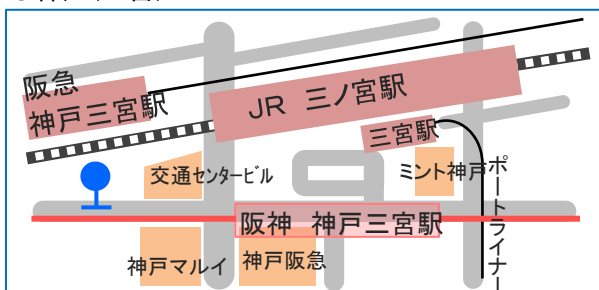 阪急
神戸三宮駅
JR 三ノ宮駅
三宮駅
交通センタービル
ミント神戸
ポートライナー
阪神 神戸三宮駅
神戸マルイ
神戸阪急